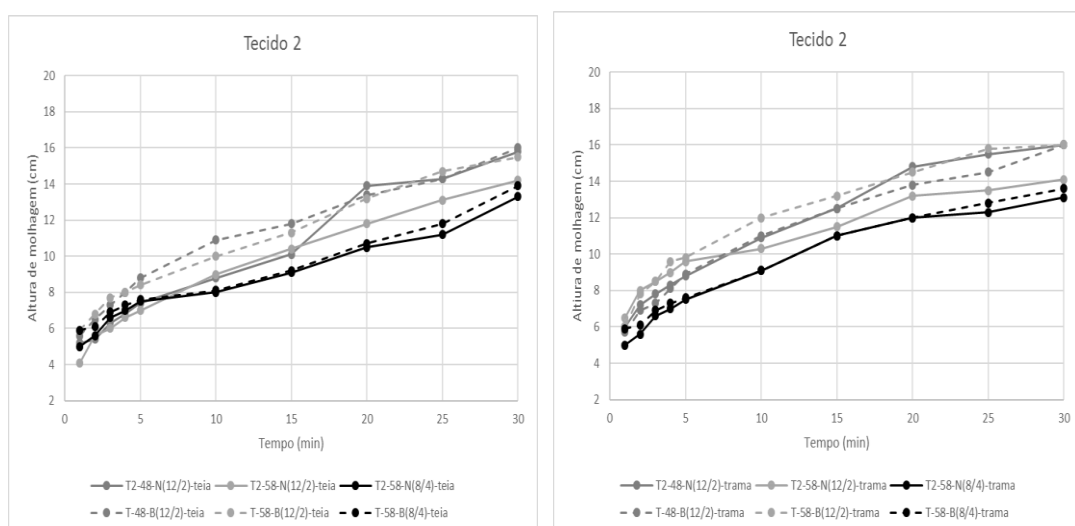 Tecido 2
Altura de molhagem (cm)
20
18
16
14
12
10
8
6
4
2
0 5 10 15 20 25 30
Tempo (min)
T2-48-N(12/2)-teia T2-58-N(12/2)-teia T2-58-N(8/4)-teia
T-48-B(12/2)-teia T-58-B(12/2)-teia T-58-B(8/4)-teia
Tecido 2
Altiura de molhagem (cm)
20
18
16
14
12
10
8
6
4
2
0 5 10 15 20 25 30
Tempo (min)
T2-48-N(12/2)-trama T2-58-N(12/2)-trama T2-58-N(8/4)-trama
T-48-B(12/2)-trama T-58-B(12/2)-trama T-58-B(8/4)-trama